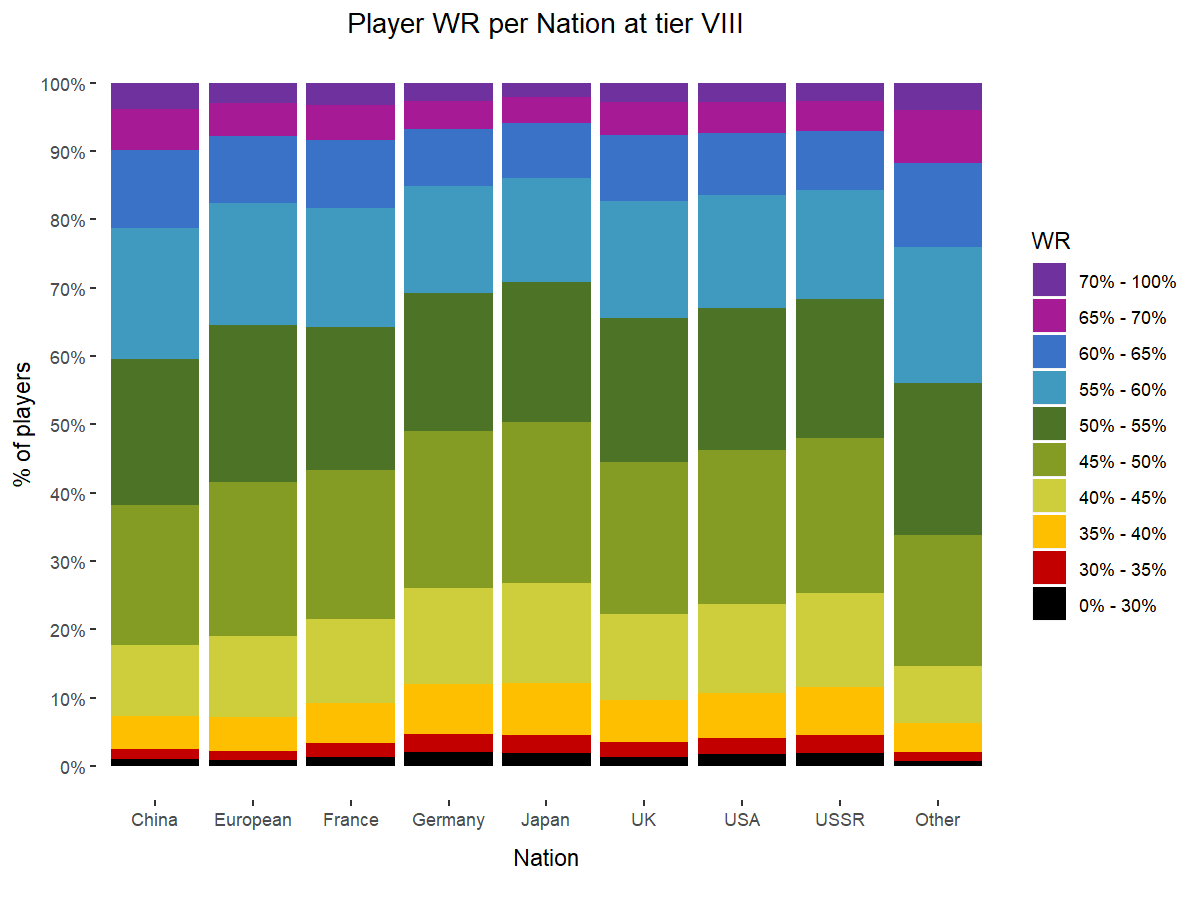 Player WR per Nation at tier VIII
% of players
100%
90%
80%
70%
60%
50%
40%
30%
20%
10%
0%
China European France Germany Japan UK USA USSR Other
Nation
WR
70% - 100%
65% - 70%
60% - 65%
55% - 60%
50% - 55%
45% - 50%
40% - 45%
35% - 40%
30% - 35%
0% - 30%